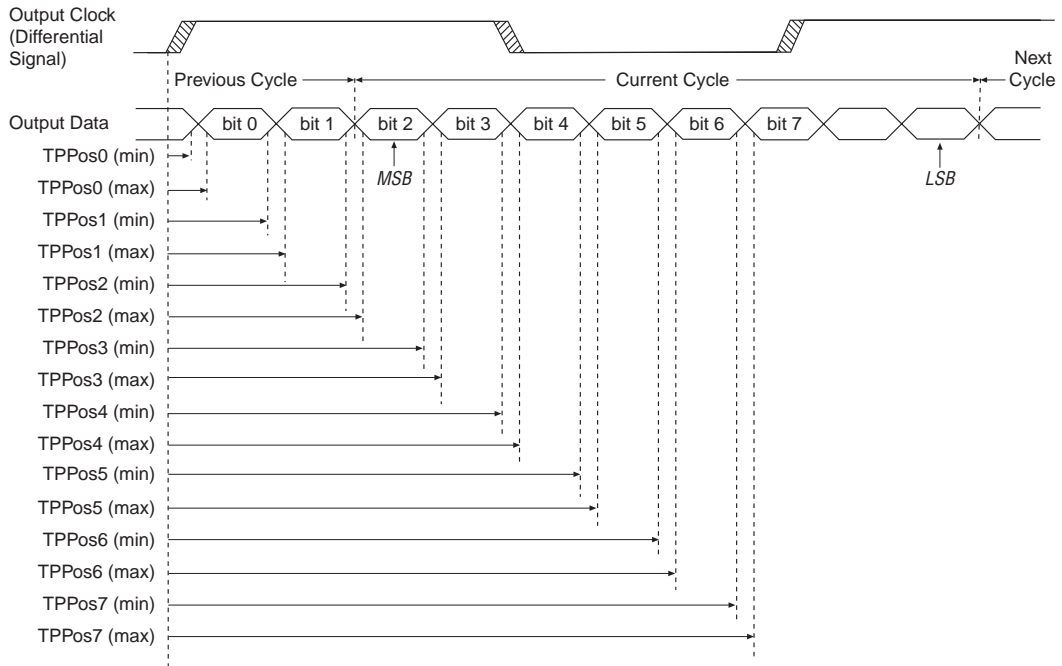 Output Clock
(Differential
Signal)
Previous Cycle
Current Cycle
Next
Cycle
Output Data
bit 0
bit 1
bit 2
bit 3
bit 4
bit 5
bit 6
bit 7
MSB
LSB
TPPos0 (min)
TPPos0 (max)
TPPos1 (min)
TPPos1 (max)
TPPos2 (min)
TPPos2 (max)
TPPos3 (min)
TPPos3 (max)
TPPos4 (min)
TPPos4 (max)
TPPos5 (min)
TPPos5 (max)
TPPos6 (min)
TPPos6 (max)
TPPos7 (min)
TPPos7 (max)